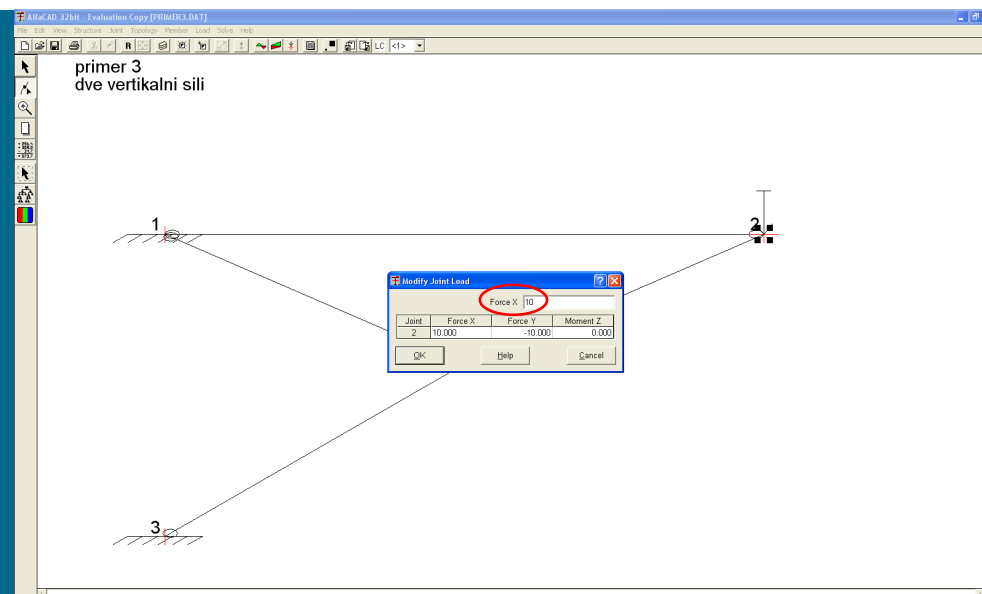 ANaCAD 32bit - Evaluation Copy [PRIMER3.DAT]
File Edit View Structure Joint Topology Member Load Solve Help
R LC <1>
primer 3
dve vertikalni sili
1
2
Modify Joint Load
Force X 10
Joint Force X Force Y Moment Z
2 10.000 -10.000 0.000
OK Help Cancel
3